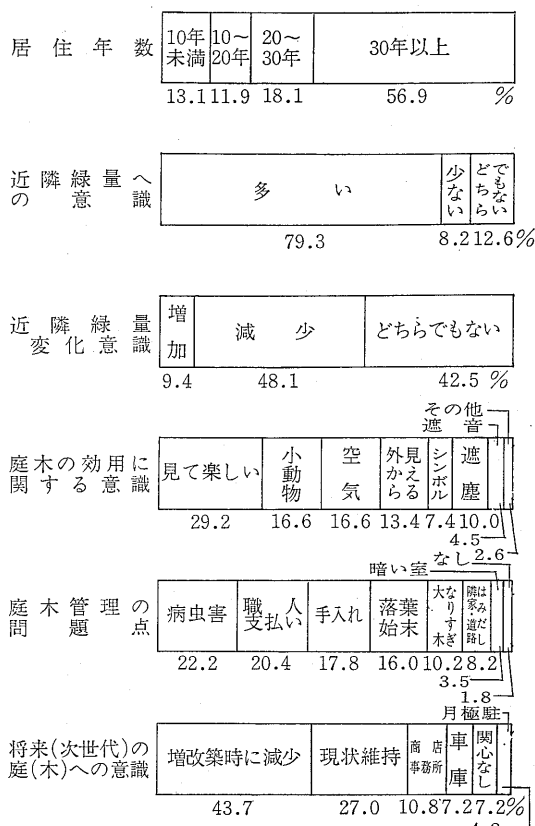 居住年数
10年未満
10〜20年
20〜30年
30年以上
13.1 11.9 18.1 56.9 %
近隣緑量への意識
多い
少ない
どちらでもない
79.3 8.2 12.6%
近隣緑量変化意識
増加
減少
どちらでもない
9.4 48.1 42.5 %
その他
遮音
庭木の効用に関する意識
見て楽しい
小動物
空気
外から見える
シンボル
遮塵
29.2 16.6 16.6 13.4 7.4 10.0
4.5
2.6
なし
暗い室
庭木管理の問題点
病虫害
職人支払い
手入れ
落葉始末
大木なりすぎ
隣家・道路はみだし
22.2 20.4 17.8 16.0 10.2 8.2
3.5
1.8
月極駐
将来(次世代)の庭(木)への意識
増改築時に減少
現状維持
商店事務所
車庫
関心なし
43.7 27.0 10.8 7.2 7.2%